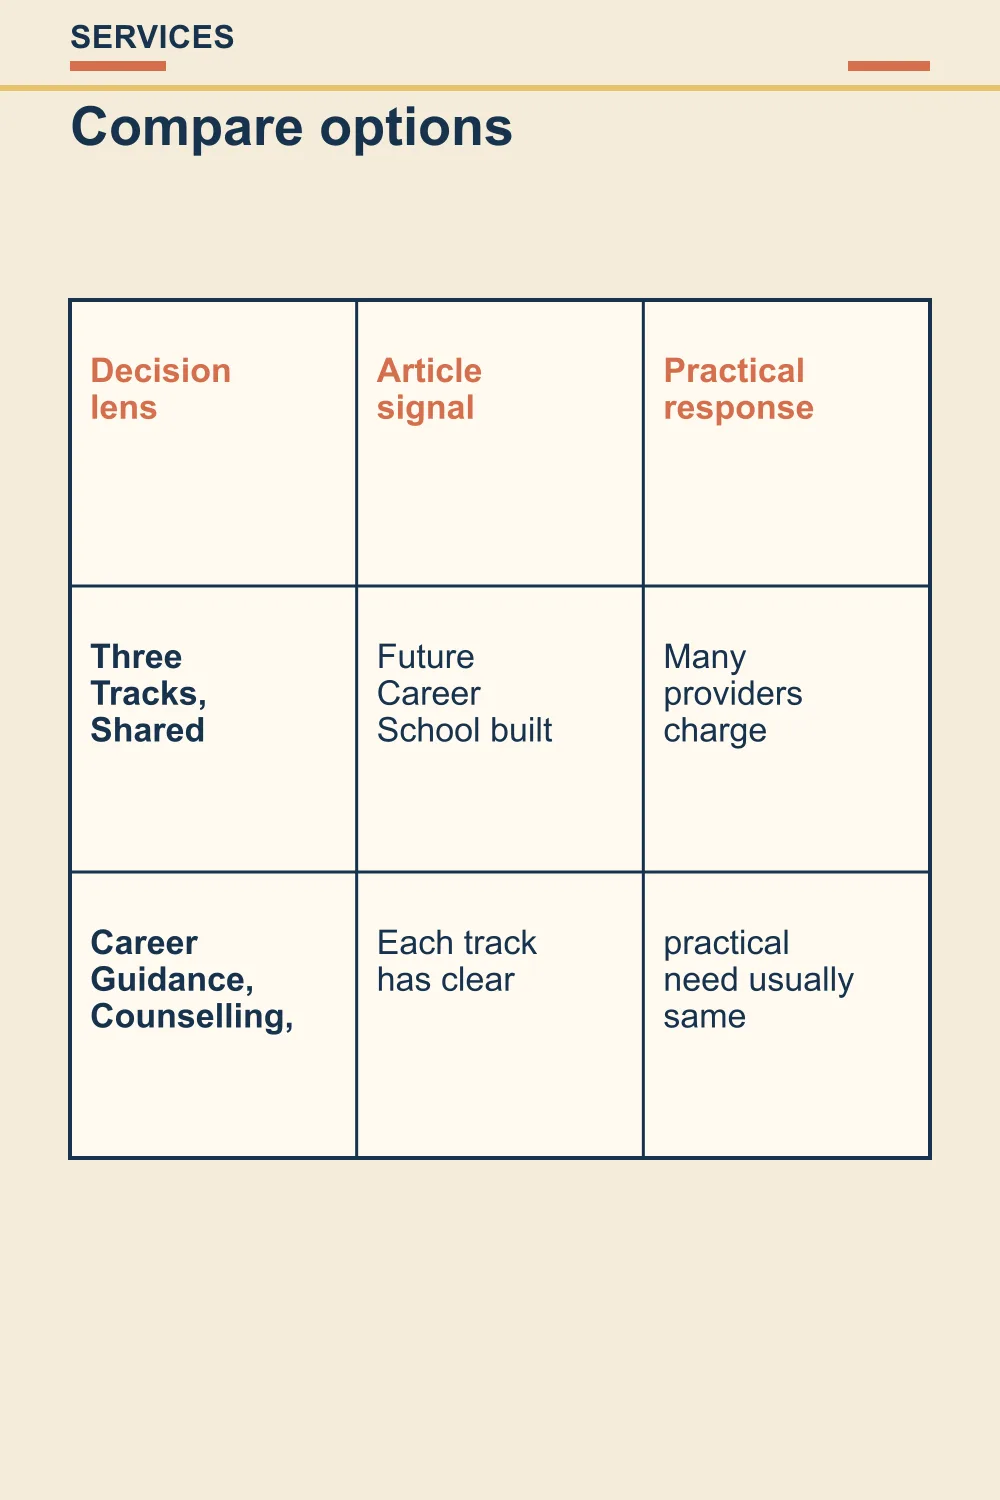 SERVICES
Compare options
Decision
lens
Article
signal
Practical
response
Three
Tracks,
Shared
Future
Career
School built
Many
providers
charge
Career
Guidance,
Counselling,
Each track
has clear
practical
need usually
same